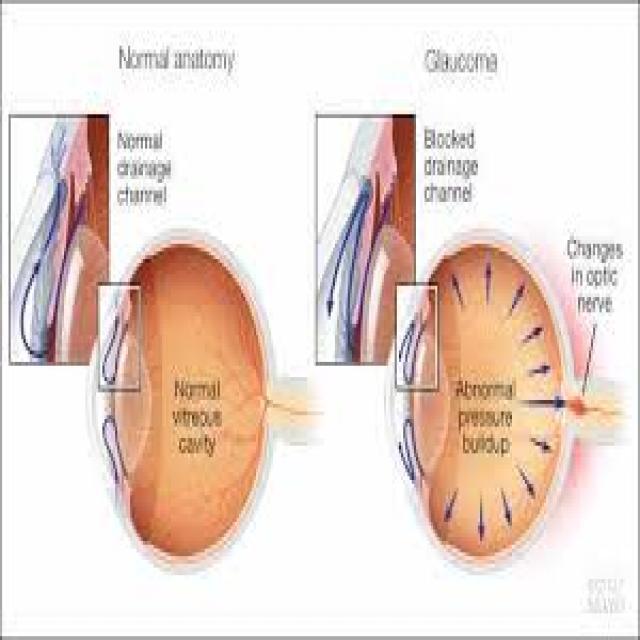 Normal anatomy
Glaucoma
Normal
drainage
channel
Blocked
drainage
channel
Changes
in optic
nerve
Normal
vitreous
cavity
Abnormal
pressure
buildup